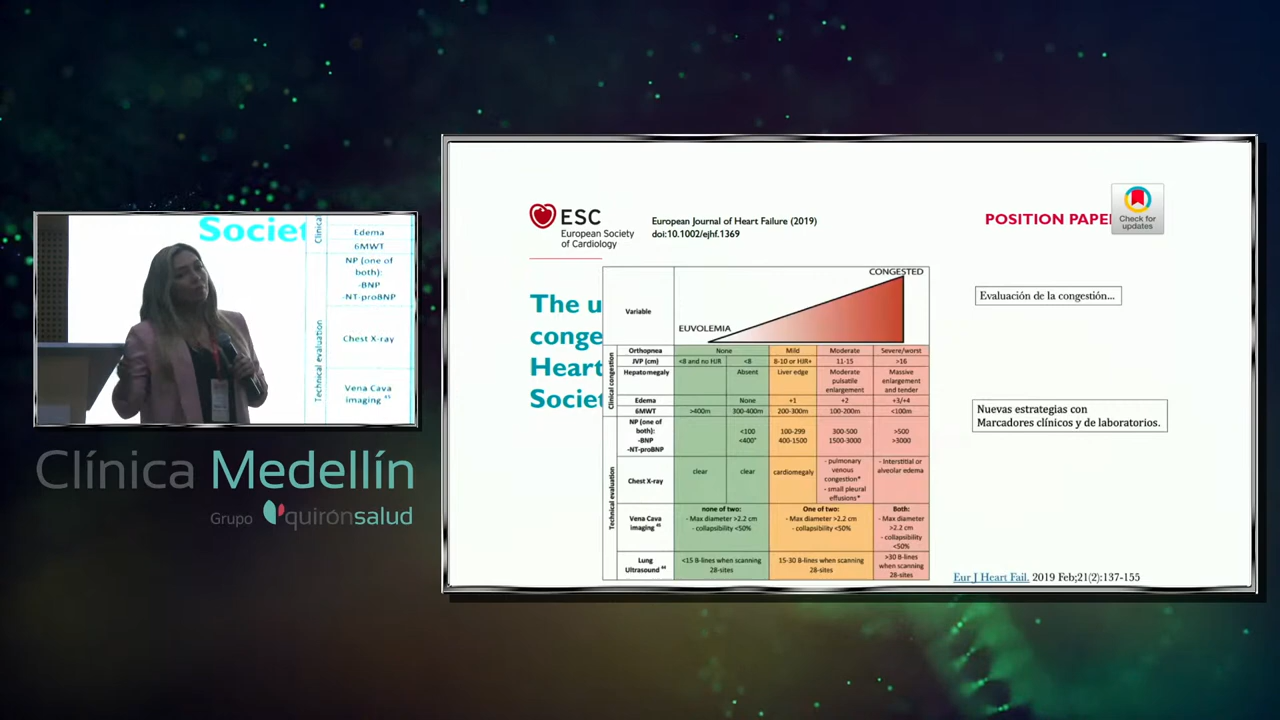 Societ
Clinical
Edema
6MWT
NP (one of
both):
-BNP
-NT-proBNP
Chest X-ray
Technical evaluation
Vena Cava
imaging
Clínica Medellín
Grupo quirónsalud
ESC
European Society
of Cardiology
European Journal of Heart Failure (2019)
doi:10.1002/ejhf.1369
POSITION PAPE
Check for
updates
The u
conge
Heart
Societ
Variable
EUVOLEMIA
CONGESTED
Clinical congestion
Orthopnea None Mild Moderate Severe/worst
JVP (cm) <8 and no HJR <8 8-10 or HJR+ 11-15 >16
Hepatomegaly Absent Liver edge Moderate pulsatile enlargement Massive enlargement and tender
Edema None +1 +2 +3/+4
6MWT >400m 300-400m 200-300m 100-200m <100m
Technical evaluation
NP (one of
both):
-BNP <100 100-299 300-500 >500
-NT-proBNP <400* 400-1500 1500-3000 >3000
Chest X-ray clear clear cardiomegaly
- pulmonary
venous
congestion*
- small pleural
effusions*
- Interstitial or
alveolar edema
Vena Cava
imaging
none of two:
- Max diameter >2.2 cm
- collapsibility <50%
One of two:
- Max diameter >2.2 cm
- collapsibility <50%
Both:
- Max
diameter
>2.2 cm
- collapsibility
<50%
Lung
Ultrasound
<15 B-lines when scanning
28-sites
15-30 B-lines when scanning
28-sites
>30 B-lines
when scanning
28-sites
Evaluación de la congestión...
Nuevas estrategias con
Marcadores clínicos y de laboratorios.
Eur J Heart Fail. 2019 Feb;21(2):137-155